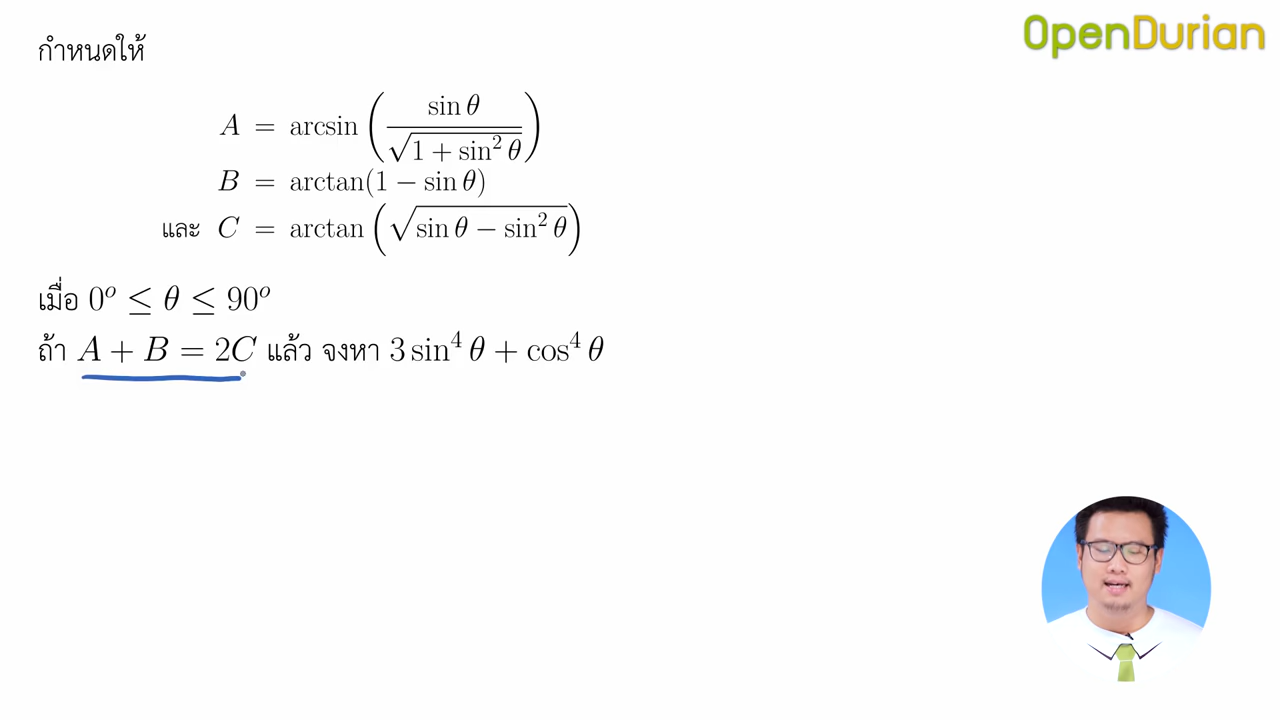 OpenDurian
กำหนดให้
A = arcsin ( sin θ / √(1 + sin² θ) )
B = arctan(1 − sin θ)
และ C = arctan ( √(sin θ − sin² θ) )
เมื่อ 0° ≤ θ ≤ 90°
ถ้า A + B = 2C แล้ว จงหา 3 sin⁴ θ + cos⁴ θ